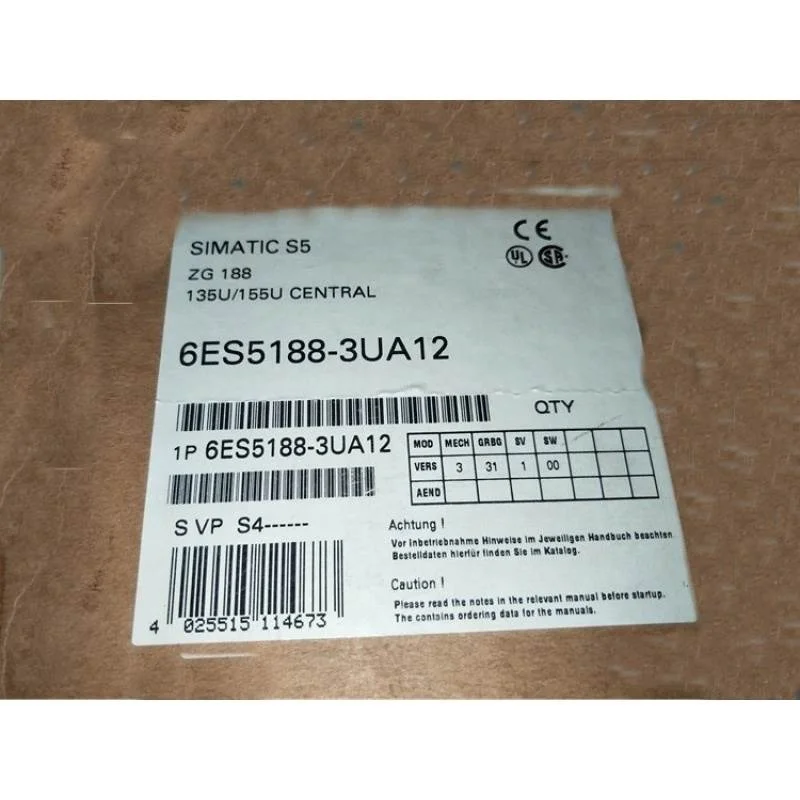 SIMATIC S5
ZG 188
135U/155U CENTRAL
CE
UL SA
6ES5188-3UA12
QTY
1P 6ES5188-3UA12
MOD MECH GRBG SV SW
VERS 3 31 1 00
AEND
S VP S4------
Achtung !
Vor Inbetriebnahme Hinweise im Jeweiligen Handbuch beachten
Bestelldaten hierfür finden Sie im Katalog.
Caution !
Please read the notes in the relevant manual before startup.
The contains ordering data for the manuals.
4 025515 114673